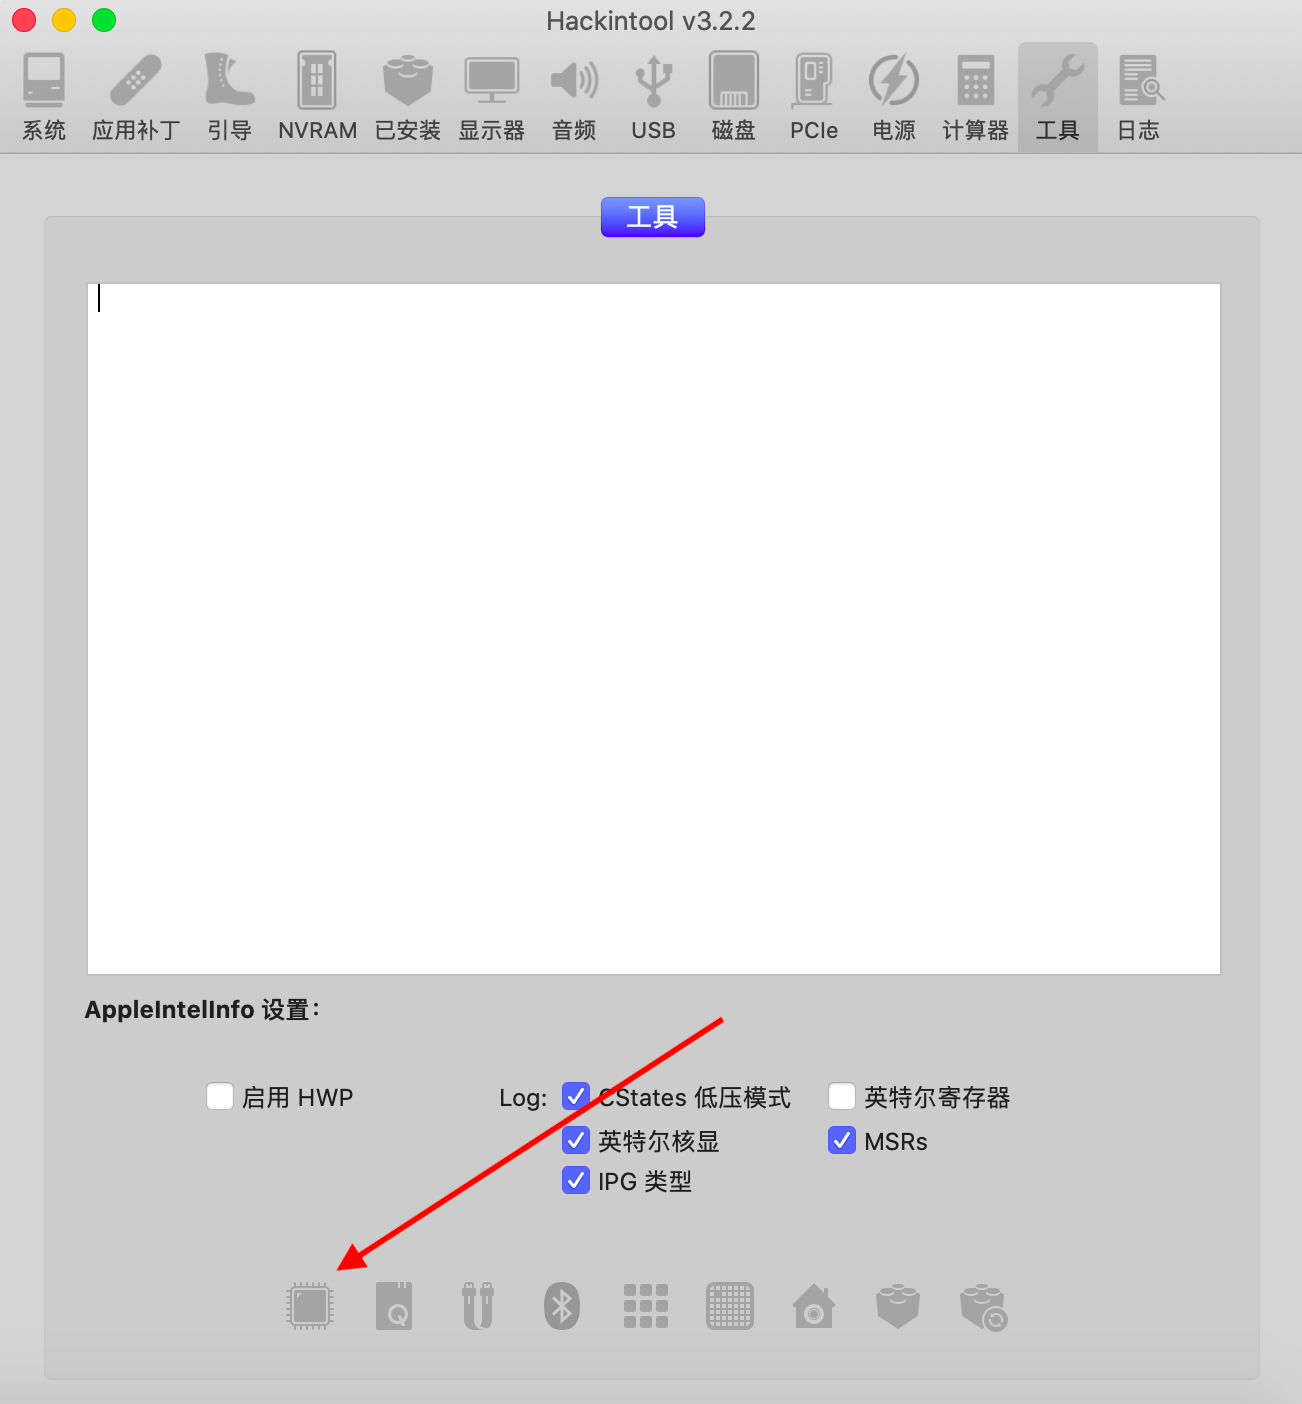 Hackintool v3.2.2
系统 应用补丁 引导 NVRAM 已安装 显示器 音频 USB 磁盘 PCIe 电源 计算器 工具 日志
工具
AppleIntelInfo 设置:
启用 HWP Log: CStates 低压模式 英特尔寄存器
英特尔核显 MSRs
IPG 类型